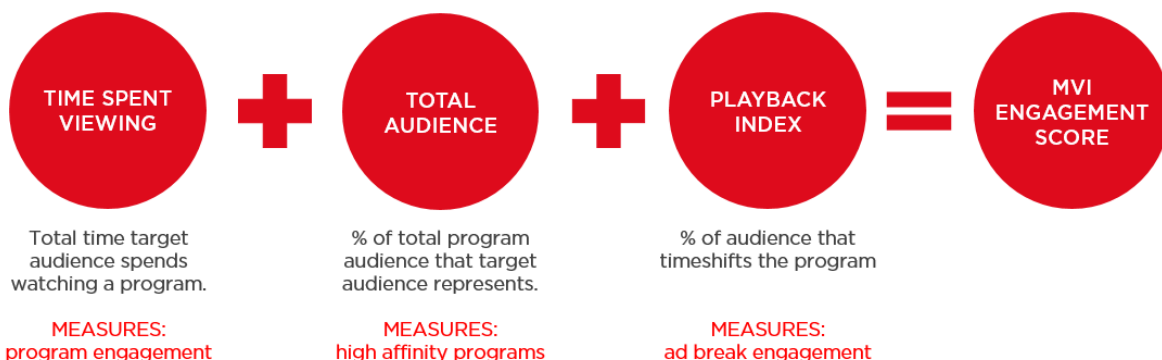 TIME SPENT
VIEWING
TOTAL
AUDIENCE
PLAYBACK
INDEX
MVI
ENGAGEMENT
SCORE
Total time target
audience spends
watching a program.
% of total program
audience that target
audience represents.
% of audience that
timeshifts the program
MEASURES:
program engagement
MEASURES:
high affinity programs
MEASURES:
ad break engagement